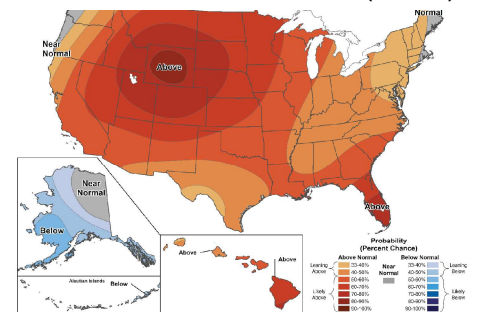 Normal
Near
Normal
Above
Near
Normal
Below
Above
Aleutian Islands
Below
Above
Above
Probability
(Percent Chance)
Above Normal
Below Normal
Leaning
Above
33-40%
40-50%
50-60%
Likely
Above
60-70%
70-80%
80-90%
90-100%
Near
Normal
33-40%
40-50%
50-60%
Leaning
Below
60-70%
70-80%
80-90%
90-100%
Likely
Below